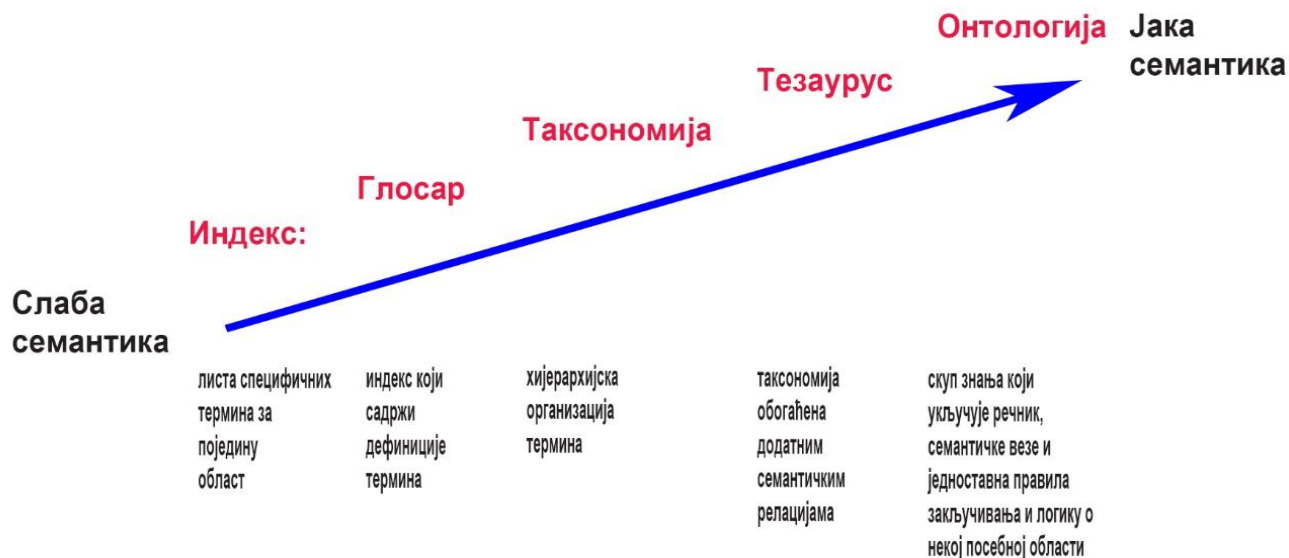 Онтологија
Јака
семантика
Тезаурус
Таксономија
Глосар
Индекс:
Слаба
семантика
листа специфичних
термина за
поједину
област
индекс који
садржи
дефиниције
термина
хијерархијска
организација
термина
таксономија
обогаћена
додатним
семантичким
релацијама
скуп знања који
укључује речник,
семантичке везе и
једноставна правила
закључивања и логику о
некој посебној области